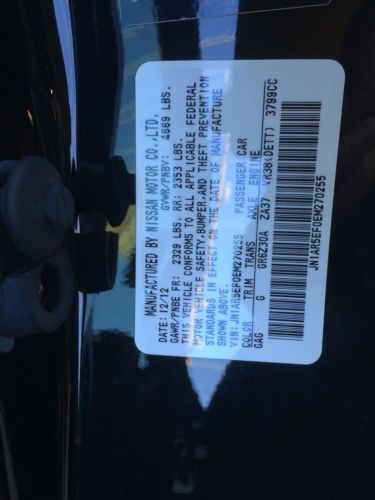 MANUFACTURED BY NISSAN MOTOR CO.,LTD.
DATE: 12/12 GVWR/PNBV: 4669 LBS.
GAWR/PNBE FR: 2329 LBS. RR: 2353 LBS.
THIS VEHICLE CONFORMS TO ALL APPLICABLE FEDERAL
MOTOR VEHICLE SAFETY,BUMPER,AND THEFT PREVENTION
STANDARDS IN EFFECT ON THE DATE OF MANUFACTURE
SHOWN ABOVE.
VIN:JN1AR5EF0EM270255 PASSENGER CAR
COLOR TRIM TRANS AXLE ENGINE
GAG G GR6Z30A ZA37 VR38(DETT) 3799CC
JN1AR5EF0EM270255